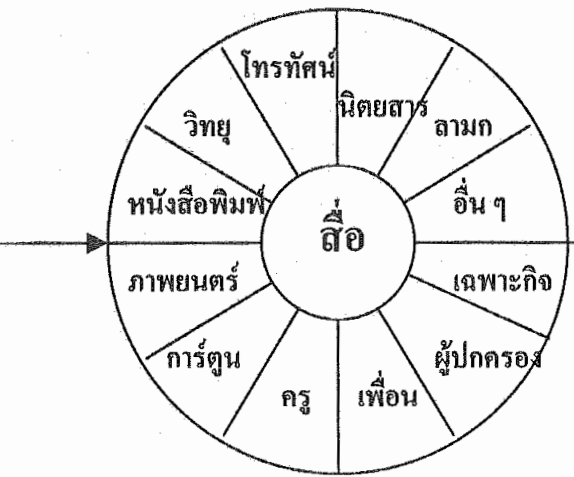 โทรทัศน์
นิตยสาร
วิทยุ
ลามก
หนังสือพิมพ์
อื่น ๆ
สื่อ
ภาพยนตร์
เฉพาะกิจ
การ์ตูน
ผู้ปกครอง
ครู
เพื่อน